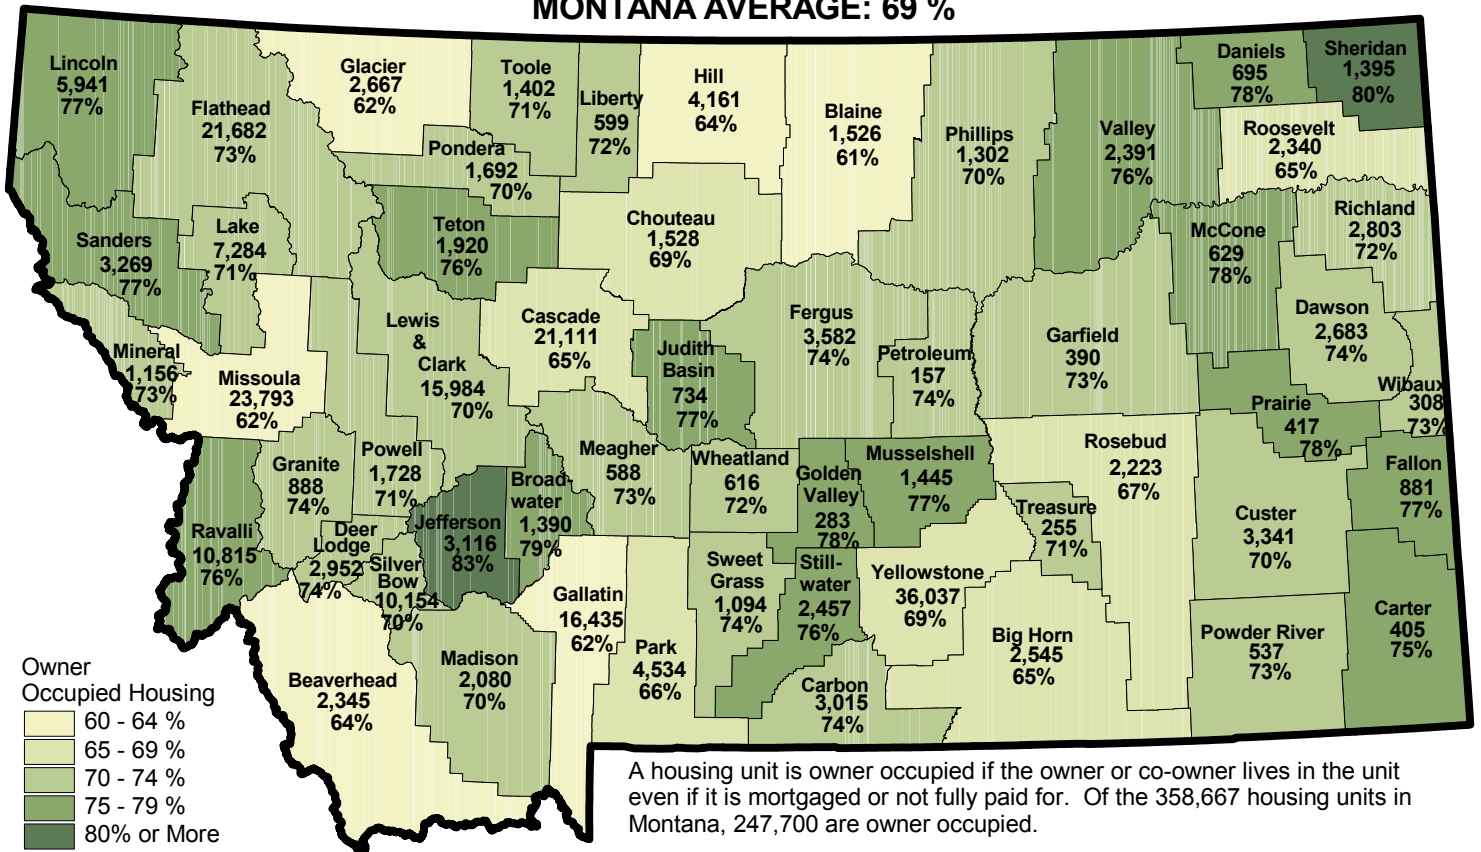 MONTANA AVERAGE: 69 %
Lincoln
5,941
77%
Flathead
21,682
73%
Glacier
2,667
62%
Toole
1,402
71%
Liberty
599
72%
Hill
4,161
64%
Blaine
1,526
61%
Phillips
1,302
70%
Valley
2,391
76%
Daniels
695
78%
Sheridan
1,395
80%
Roosevelt
2,340
65%
Pondera
1,692
70%
Teton
1,920
76%
Chouteau
1,528
69%
Sanders
3,269
77%
Lake
7,284
71%
McCone
629
78%
Richland
2,803
72%
Dawson
2,683
74%
Mineral
1,156
73%
Missoula
23,793
62%
Lewis
&
Clark
15,984
70%
Cascade
21,111
65%
Judith
Basin
734
77%
Fergus
3,582
74%
Petroleum
157
74%
Garfield
390
73%
Prairie
417
78%
Wibaux
308
73%
Ravalli
10,815
76%
Granite
888
74%
Powell
1,728
71%
Deer
Lodge
2,952
74%
Silver
Bow
10,154
70%
Jefferson
3,116
83%
Broad-
water
1,390
79%
Meagher
588
73%
Wheatland
616
72%
Golden
Valley
283
78%
Musselshell
1,445
77%
Rosebud
2,223
67%
Treasure
255
71%
Custer
3,341
70%
Fallon
881
77%
Beaverhead
2,345
64%
Madison
2,080
70%
Gallatin
16,435
62%
Park
4,534
66%
Sweet
Grass
1,094
74%
Still-
water
2,457
76%
Yellowstone
36,037
69%
Carbon
3,015
74%
Big Horn
2,545
65%
Powder River
537
73%
Carter
405
75%
Owner
Occupied Housing
60 - 64 %
65 - 69 %
70 - 74 %
75 - 79 %
80% or More
A housing unit is owner occupied if the owner or co-owner lives in the unit
even if it is mortgaged or not fully paid for.  Of the 358,667 housing units in
Montana, 247,700 are owner occupied.